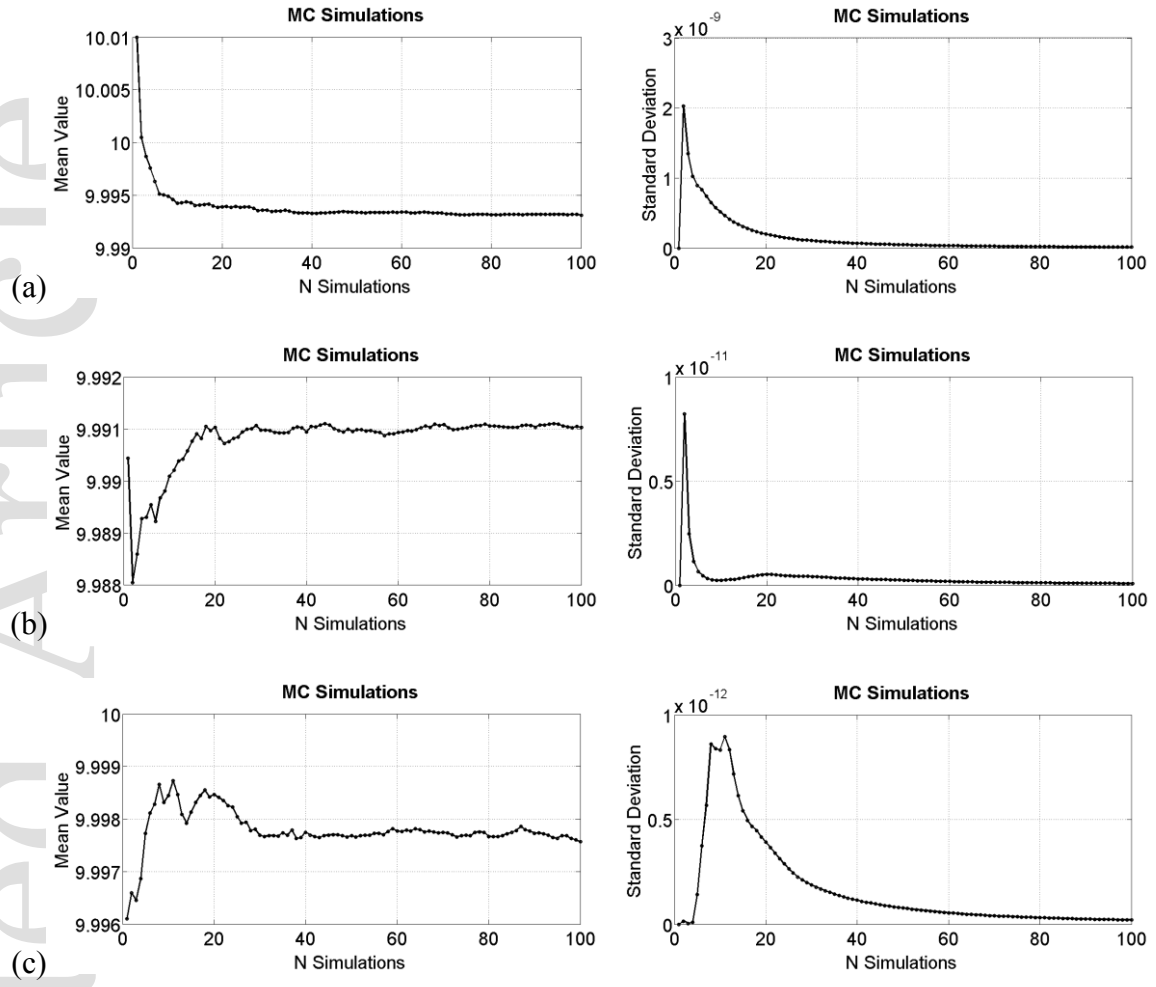 MC Simulations
10.01
10.005
10
9.995
9.99
Mean Value
0 20 40 60 80 100
N Simulations
(a)
MC Simulations
x 10-9
3
2
1
0
Standard Deviation
0 20 40 60 80 100
N Simulations
MC Simulations
9.992
9.991
9.99
9.989
9.988
Mean Value
0 20 40 60 80 100
N Simulations
(b)
MC Simulations
x 10-11
1
0.5
0
Standard Deviation
0 20 40 60 80 100
N Simulations
MC Simulations
10
9.999
9.998
9.997
9.996
Mean Value
0 20 40 60 80 100
N Simulations
(c)
MC Simulations
x 10-12
1
0.5
0
Standard Deviation
0 20 40 60 80 100
N Simulations